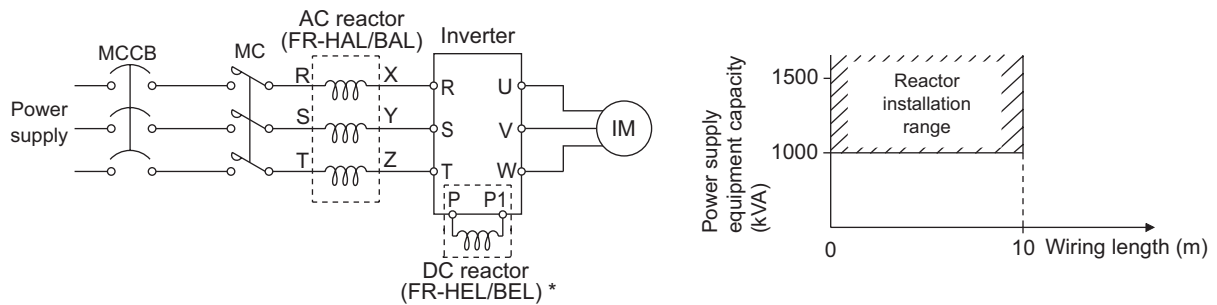 AC reactor
(FR-HAL/BAL)
Inverter
MCCB
MC
R
X
R
U
Power
supply
S
Y
S
V
IM
T
Z
T
W
P
P1
DC reactor
(FR-HEL/BEL) *
Power supply
equipment capacity
(kVA)
1500
1000
Reactor
installation
range
0
10
Wiring length (m)